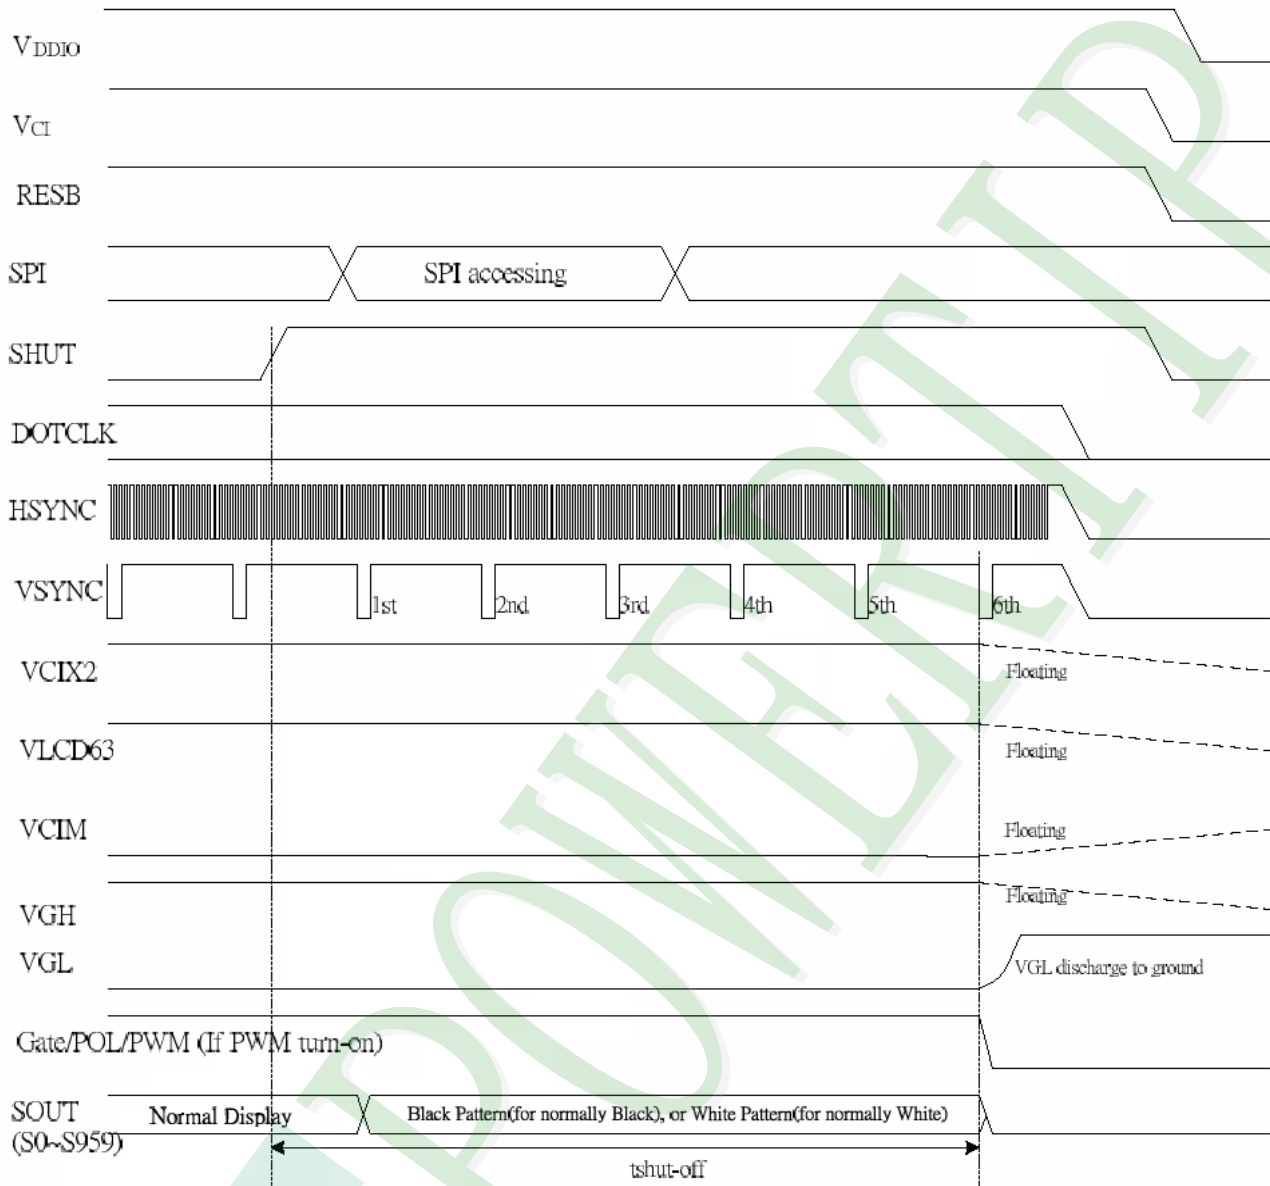 VDDIO
VCI
RESB
SPI
SPI accessing
SHUT
DOTCLK
HSYNC
VSYNC
1st 2nd 3rd 4th 5th 6th
VCIX2
Floating
VLCD63
Floating
VCIM
Floating
VGH
Floating
VGL
VGL discharge to ground
Gate/POL/PWM (If PWM turn-on)
SOUT
(S0~S959)
Normal Display
Black Pattern(for normally Black), or White Pattern(for normally White)
tshut-off
POWERTIP